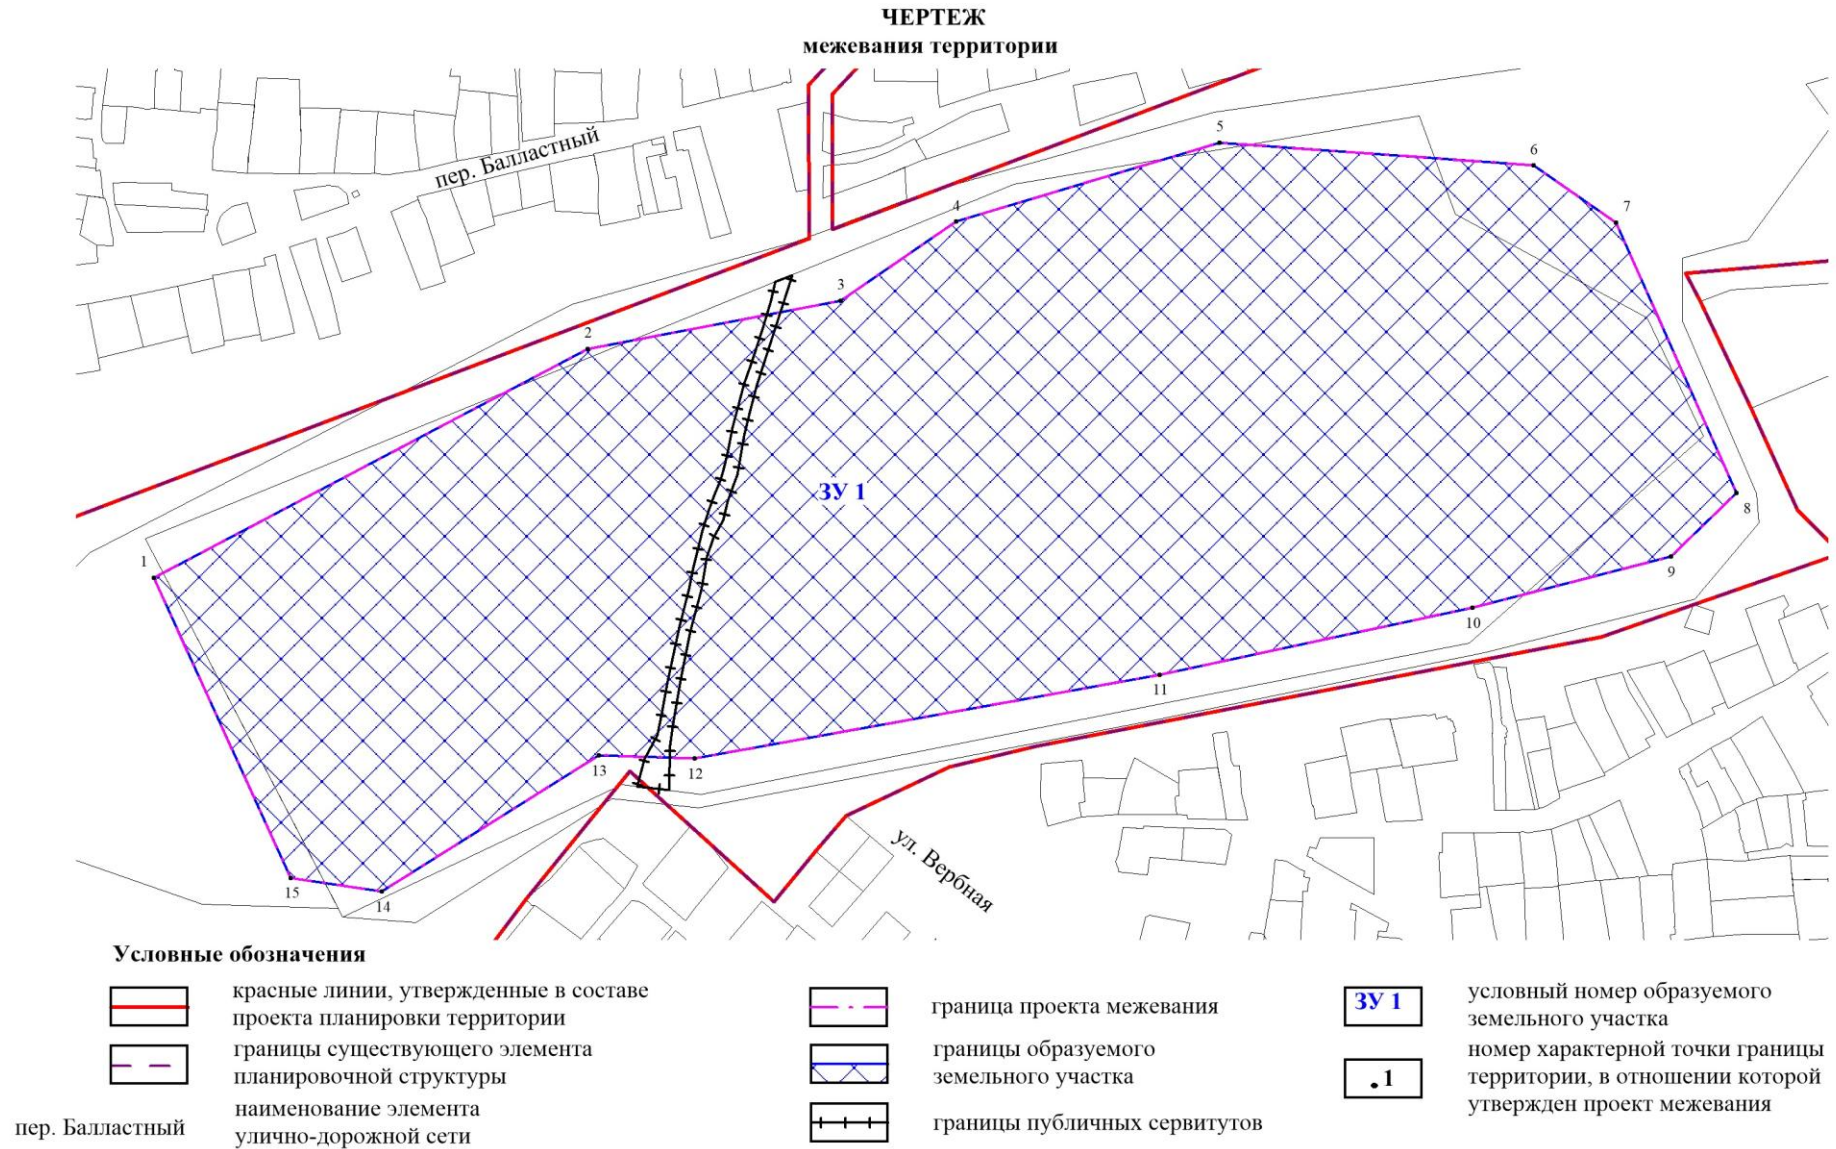 ЧЕРТЕЖ
межевания территории
пер. Балластный
5
6
7
4
3
2
ЗУ 1
8
1
9
10
11
13
12
ул. Вербная
15
14
Условные обозначения
красные линии, утвержденные в составе
проекта планировки территории
границы существующего элемента
планировочной структуры
пер. Балластный
наименование элемента
улично-дорожной сети
граница проекта межевания
границы образуемого
земельного участка
границы публичных сервитутов
ЗУ 1
условный номер образуемого
земельного участка
.1
номер характерной точки границы
территории, в отношении которой
утвержден проект межевания